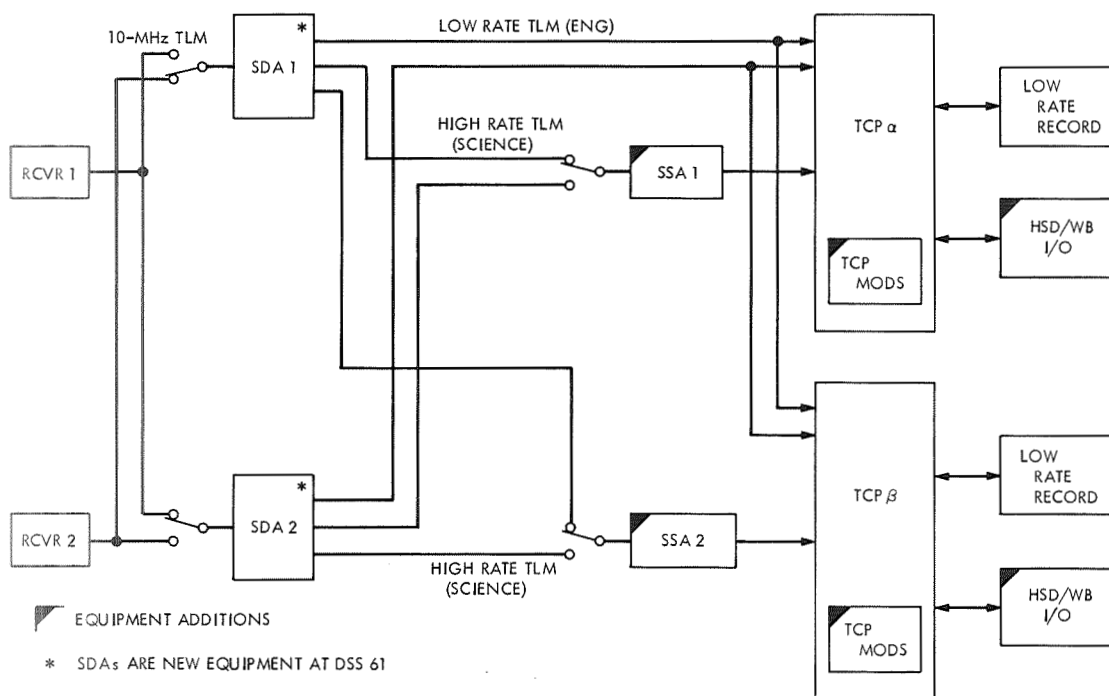 LOW RATE TLM (ENG)
10-MHz TLM
*
SDA 1
HIGH RATE TLM
(SCIENCE)
RCVR 1
SSA 1
TCP α
LOW
RATE
RECORD
HSD/WB
I/O
TCP
MODS
*
SDA 2
RCVR 2
HIGH RATE TLM
(SCIENCE)
SSA 2
TCP β
LOW
RATE
RECORD
HSD/WB
I/O
TCP
MODS
EQUIPMENT ADDITIONS
* SDAs ARE NEW EQUIPMENT AT DSS 61